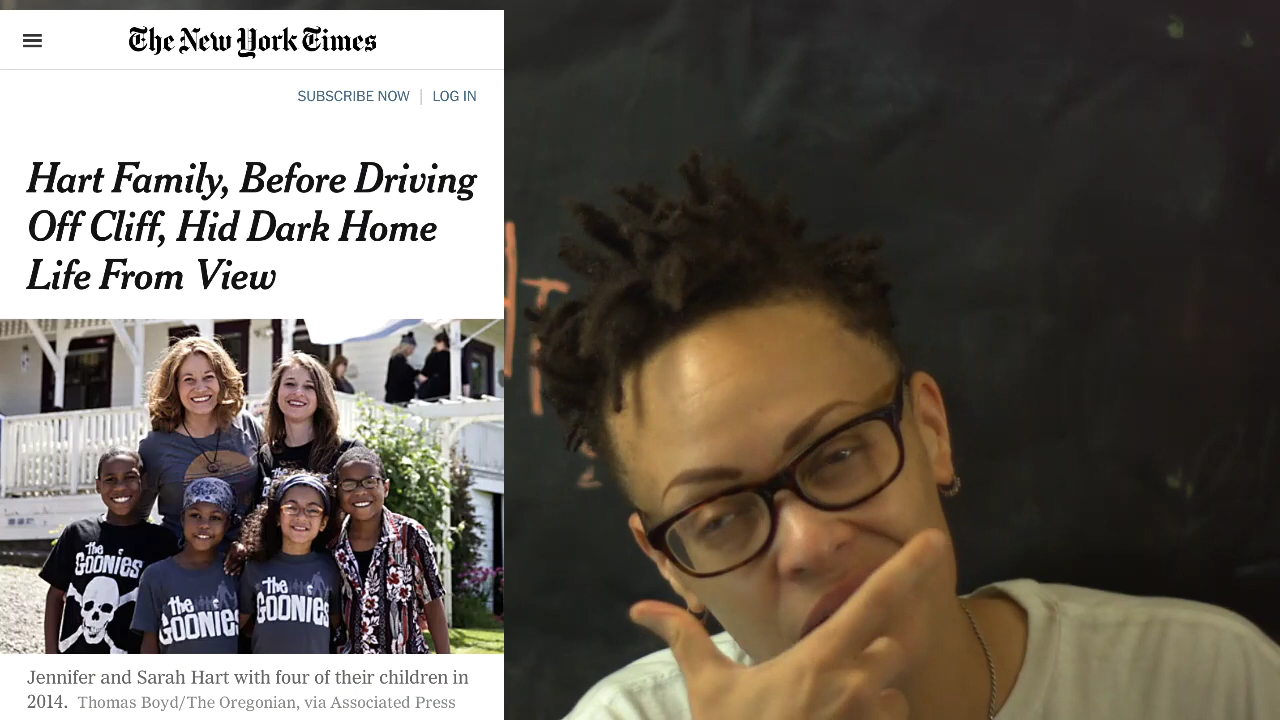 The New York Times
SUBSCRIBE NOW | LOG IN
Hart Family, Before Driving
Off Cliff, Hid Dark Home
Life From View
the
GOONIES
the
GOONIES
the
GOONIES
Jennifer and Sarah Hart with four of their children in
2014. Thomas Boyd/The Oregonian, via Associated Press